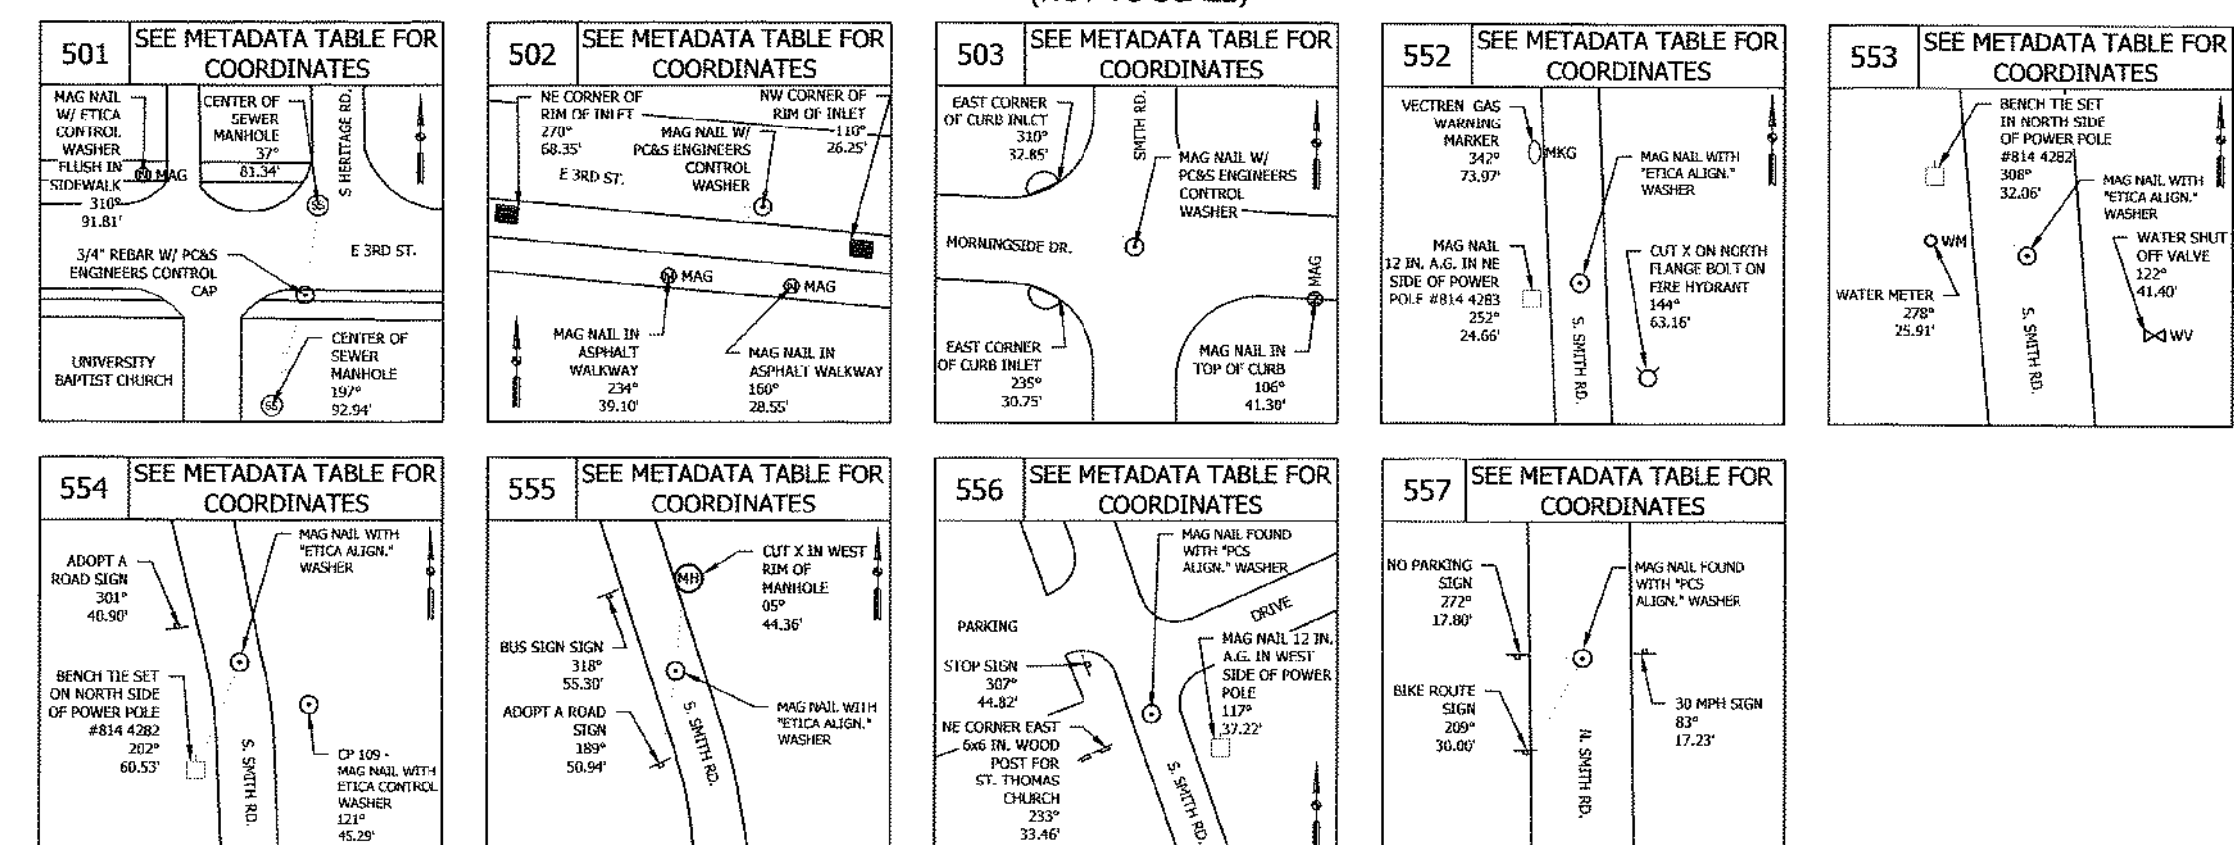 501
SEE METADATA TABLE FOR
COORDINATES
MAG NAIL
W/ ETICA
CONTROL
WASHER
FLUSH IN
SIDEWALK
310°
91.81'
MAG
CENTER OF
SEWER
MANHOLE
37°
81.34'
S HERITAGE RD.
SS
E 3RD ST.
3/4" REBAR W/ PC&S
ENGINEERS CONTROL
CAP
UNIVERSITY
BAPTIST CHURCH
CENTER OF
SEWER
MANHOLE
197°
92.94'
SS
502
SEE METADATA TABLE FOR
COORDINATES
NE CORNER OF
RIM OF INLET
270°
68.35'
NW CORNER OF
RIM OF INLET
110°
26.25'
MAG NAIL W/
PC&S ENGINEERS
CONTROL
WASHER
E 3RD ST.
MAG
MAG
MAG NAIL IN
ASPHALT
WALKWAY
234°
39.10'
MAG NAIL IN
ASPHALT WALKWAY
160°
28.55'
503
SEE METADATA TABLE FOR
COORDINATES
EAST CORNER
OF CURB INLET
310°
32.85'
SMITH RD.
MAG NAIL W/
PC&S ENGINEERS
CONTROL
WASHER
MORNINGSIDE DR.
MAG
EAST CORNER
OF CURB INLET
235°
30.75'
MAG NAIL IN
TOP OF CURB
106°
41.30'
552
SEE METADATA TABLE FOR
COORDINATES
VECTREN GAS
WARNING
MARKER
342°
73.97'
MKG
MAG NAIL WITH
"ETICA ALIGN."
WASHER
MAG NAIL
12 IN. A.G. IN NE
SIDE OF POWER
POLE #814 4283
252°
24.66'
CUT X ON NORTH
FLANGE BOLT ON
FIRE HYDRANT
144°
63.16'
S. SMITH RD.
553
SEE METADATA TABLE FOR
COORDINATES
BENCH TIE SET
IN NORTH SIDE
OF POWER POLE
#814 4282
308°
32.06'
MAG NAIL WITH
"ETICA ALIGN."
WASHER
WM
WATER METER
278°
25.91'
WATER SHUT
OFF VALVE
122°
41.40'
WV
S. SMITH RD.
554
SEE METADATA TABLE FOR
COORDINATES
MAG NAIL WITH
"ETICA ALIGN."
WASHER
ADOPT A
ROAD SIGN
301°
40.90'
BENCH TIE SET
ON NORTH SIDE
OF POWER POLE
#814 4282
202°
60.53'
S. SMITH RD.
CP 109 -
MAG NAIL WITH
ETICA CONTROL
WASHER
121°
45.29'
555
SEE METADATA TABLE FOR
COORDINATES
CUT X IN WEST
RIM OF
MANHOLE
05°
44.36'
MH
BUS SIGN SIGN
318°
55.30'
ADOPT A ROAD
SIGN
189°
50.94'
MAG NAIL WITH
"ETICA ALIGN."
WASHER
S. SMITH RD.
556
SEE METADATA TABLE FOR
COORDINATES
MAG NAIL FOUND
WITH "PCS
ALIGN." WASHER
DRIVE
PARKING
STOP SIGN
307°
44.82'
MAG NAIL 12 IN.
A.G. IN WEST
SIDE OF POWER
POLE
117°
37.22'
NE CORNER EAST
6x6 IN. WOOD
POST FOR
ST. THOMAS
CHURCH
233°
33.46'
S. SMITH RD.
557
SEE METADATA TABLE FOR
COORDINATES
NO PARKING
SIGN
272°
17.80'
MAG NAIL FOUND
WITH "PCS
ALIGN." WASHER
BIKE ROUTE
SIGN
209°
30.00'
30 MPH SIGN
83°
17.23'
N. SMITH RD.